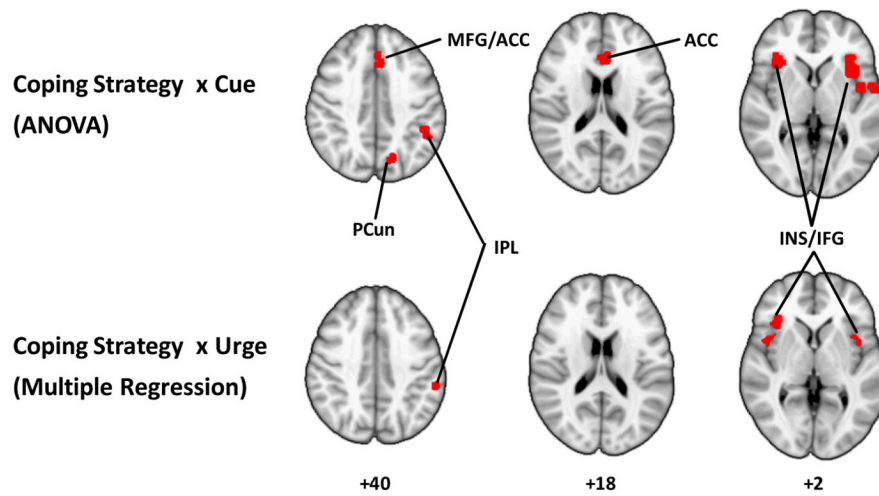 MFG/ACC
ACC
Coping Strategy x Cue
(ANOVA)
PCun
IPL
INS/IFG
Coping Strategy x Urge
(Multiple Regression)
+40
+18
+2